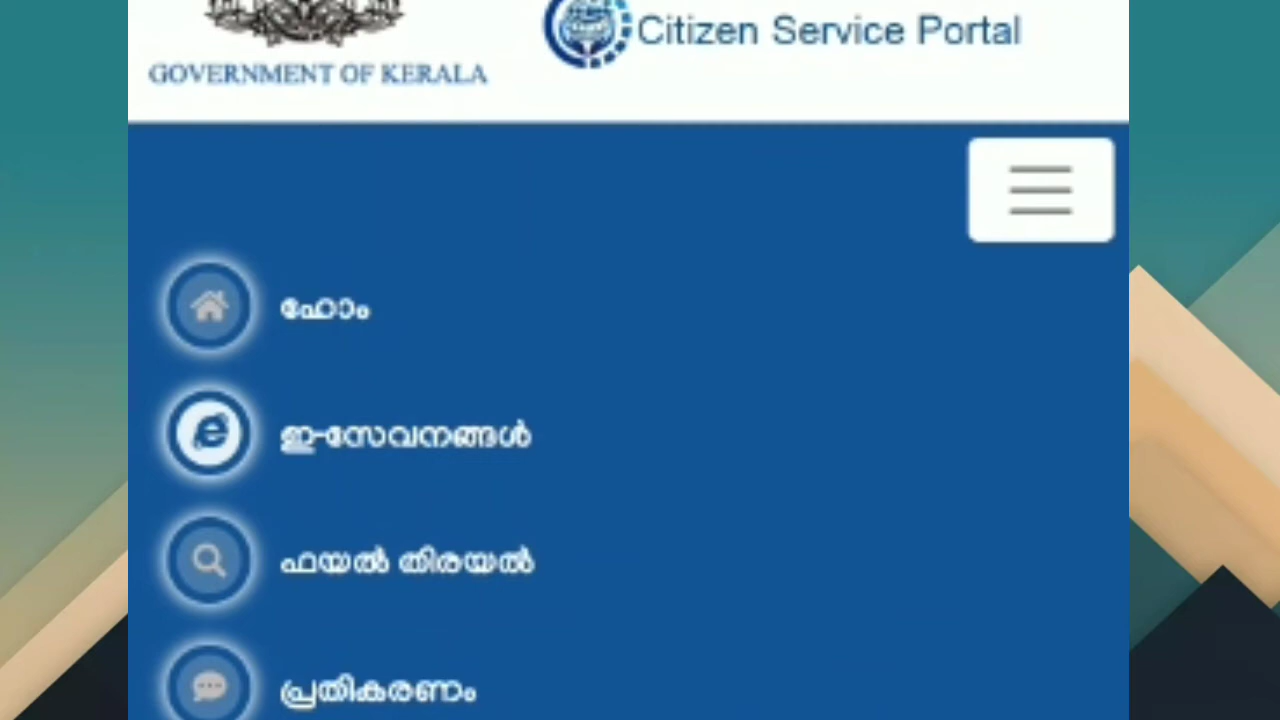 GOVERNMENT OF KERALA
Citizen Service Portal
ഹോം
ഇ-സേവനങ്ങൾ
ഫയൽ തിരയൽ
പ്രതികരണം